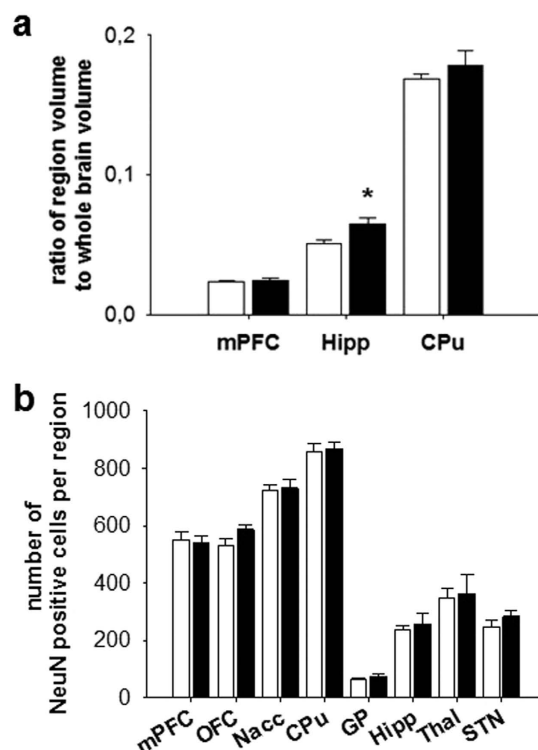 a
ratio of region volume
to whole brain volume
0,2
0,1
0,0
*
mPFC Hipp CPu
b
number of
NeuN positive cells per region
1000
800
600
400
200
0
mPFC OFC Nacc CPu GP Hipp Thal STN